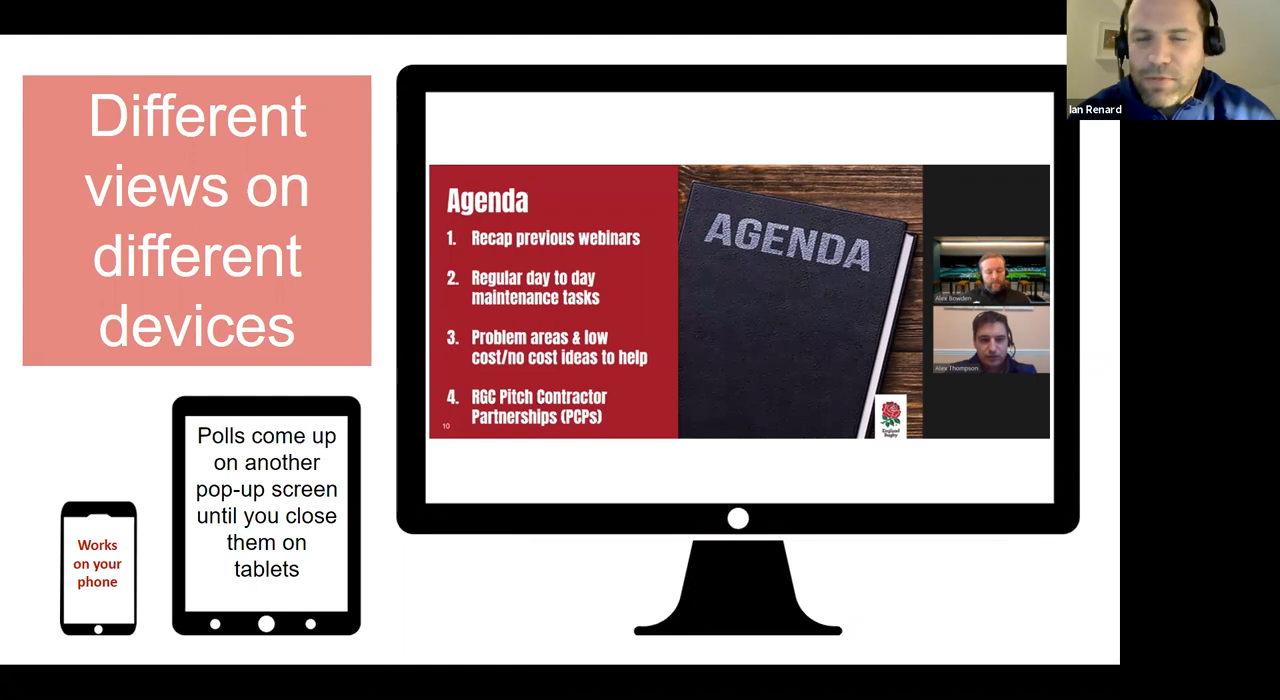 Different
views on
different
devices
Ian Renard
Agenda
1. Recap previous webinars
2. Regular day to day
maintenance tasks
3. Problem areas & low
cost/no cost ideas to help
4. RGC Pitch Contractor
Partnerships (PCPs)
10
AGENDA
England
Rugby
Alex Bowden
Alex Thompson
Polls come up
on another
pop-up screen
until you close
them on
tablets
Works
on your
phone